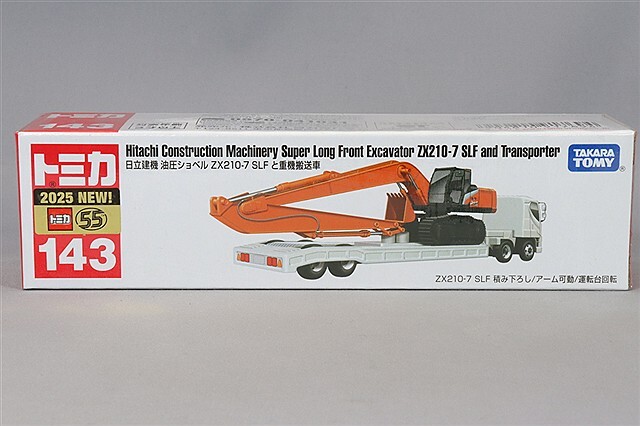 143
トミカ
2025 NEW!
トミカ 55
143
Hitachi Construction Machinery Super Long Front Excavator ZX210-7 SLF and Transporter
日立建機 油圧ショベル ZX210-7 SLF と重機搬送車
TAKARA
TOMY
ZX210-7 SLF 積み下ろし/アーム可動/運転台回転